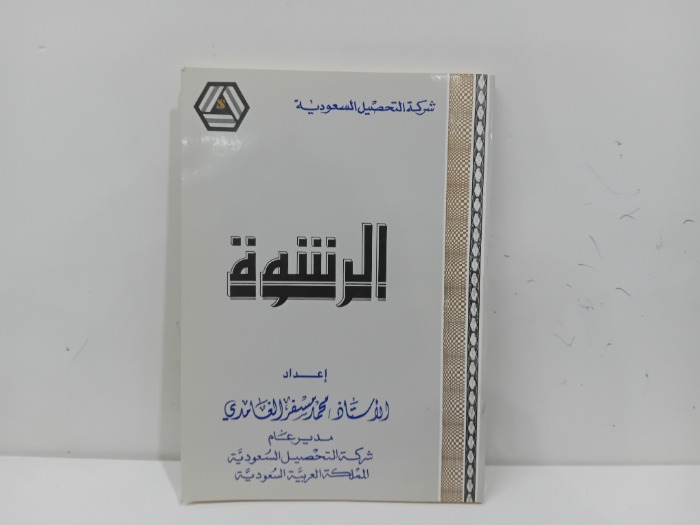 شركة التحصيل السعودية
الرشوة
إعداد
الأستاذ/محمد مسفر الغامدي
مدير عام
شركة التحصيل السعودية
المملكة العربية السعودية